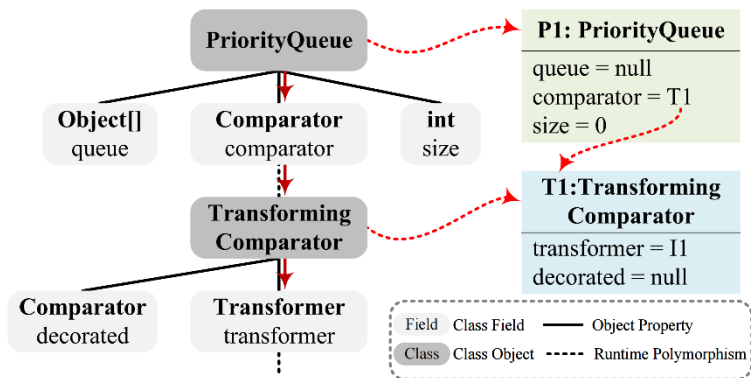 PriorityQueue
Object[]
queue
Comparator
comparator
int
size
Transforming
Comparator
Comparator
decorated
Transformer
transformer
P1: PriorityQueue
queue = null
comparator = T1
size = 0
T1:Transforming
Comparator
transformer = I1
decorated = null
Field Class Field Object Property
Class Class Object Runtime Polymorphism